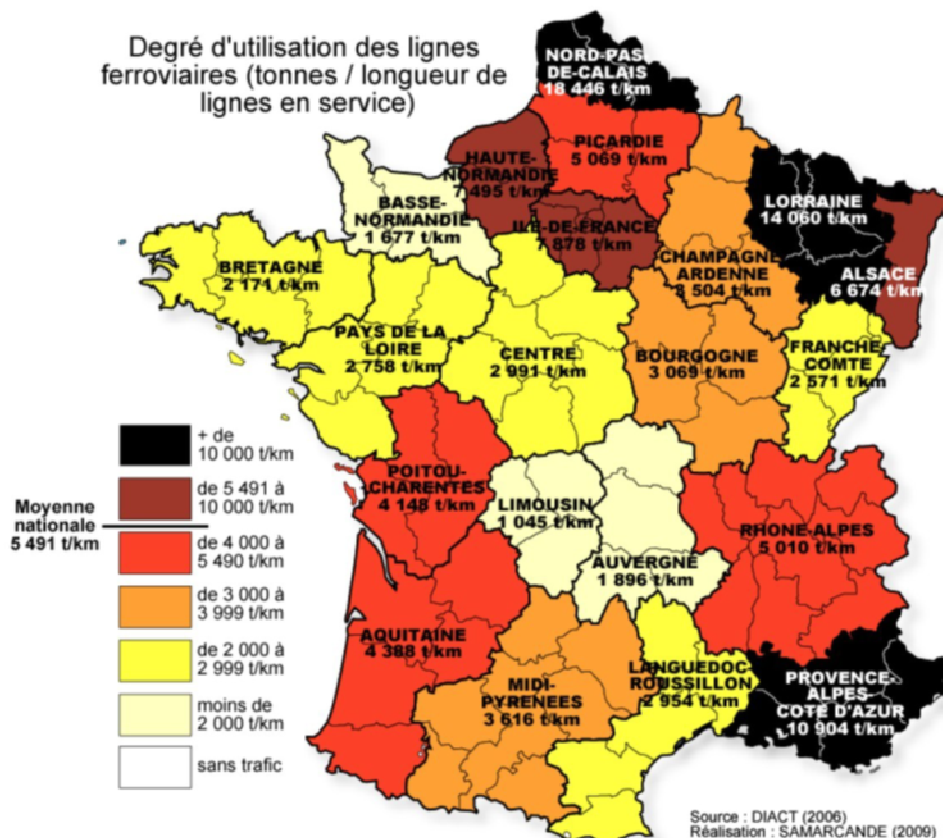 Degré d'utilisation des lignes
ferroviaires (tonnes / longueur de
lignes en service)
NORD-PAS-
DE-CALAIS
18 446 t/km
PICARDIE
5 069 t/km
HAUTE-
NORMANDIE
7 495 t/km
BASSE-
NORMANDIE
1 677 t/km
ILE-DE-FRANCE
7 878 t/km
LORRAINE
14 060 t/km
CHAMPAGNE
ARDENNE
3 504 t/km
ALSACE
6 674 t/km
BRETAGNE
2 171 t/km
PAYS DE LA
LOIRE
2 758 t/km
CENTRE
2 991 t/km
BOURGOGNE
3 069 t/km
FRANCHE
COMTE
2 571 t/km
POITOU-
CHARENTES
4 148 t/km
LIMOUSIN
1 045 t/km
AUVERGNE
1 896 t/km
RHONE-ALPES
5 010 t/km
AQUITAINE
4 388 t/km
MIDI-
PYRENEES
3 616 t/km
LANGUEDOC-
ROUSSILLON
2 954 t/km
PROVENCE-
ALPES-
COTE D'AZUR
10 904 t/km
+ de
10 000 t/km
de 5 491 à
10 000 t/km
Moyenne
nationale
5 491 t/km
de 4 000 à
5 490 t/km
de 3 000 à
3 999 t/km
de 2 000 à
2 999 t/km
moins de
2 000 t/km
sans trafic
Source : DIACT (2006)
Réalisation : SAMARCANDE (2009)